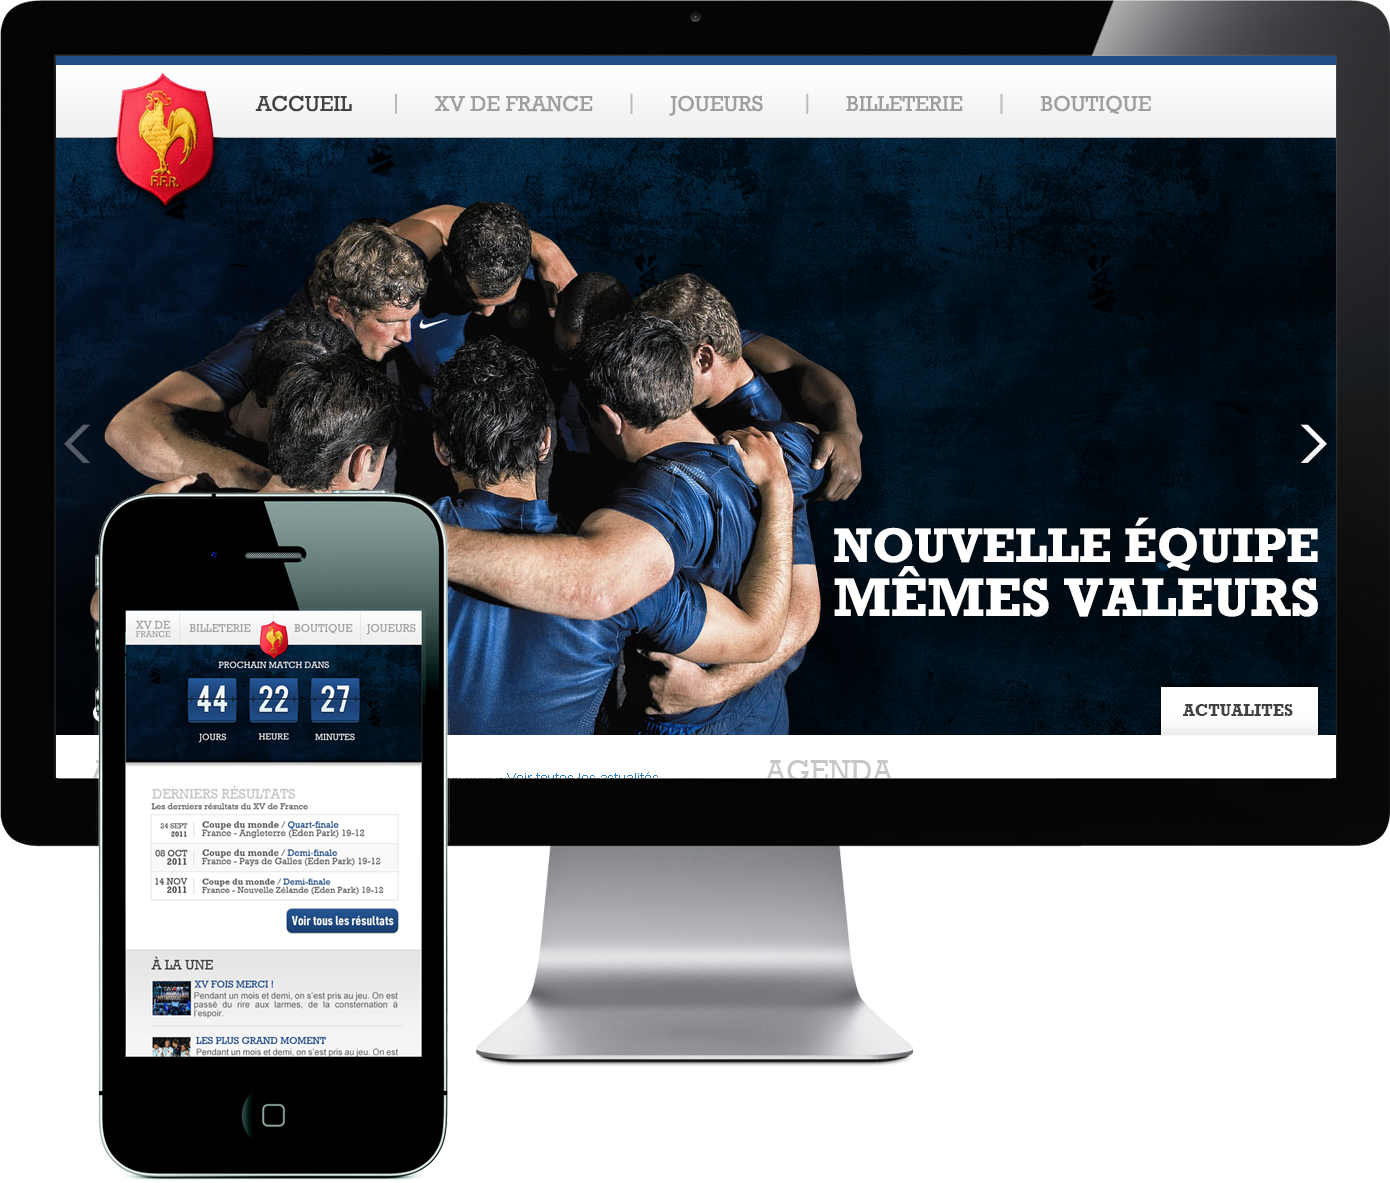 ACCUEIL | XV DE FRANCE | JOUEURS | BILLETERIE | BOUTIQUE
F.F.R.
NOUVELLE ÉQUIPE
MÊMES VALEURS
ACTUALITES
Voir toutes les actualités
AGENDA
XV DE FRANCE
BILLETERIE
BOUTIQUE
JOUEURS
PROCHAIN MATCH DANS
44 22 27
JOURS HEURE MINUTES
DERNIERS RÉSULTATS
Les derniers résultats du XV de France
24 SEPT 2011
Coupe du monde / Quart-finale
France - Angleterre (Eden Park) 19-12
08 OCT 2011
Coupe du monde / Demi-finale
France - Pays de Galles (Eden Park) 19-12
14 NOV 2011
Coupe du monde / Demi-finale
France - Nouvelle Zélande (Eden Park) 19-12
Voir tous les résultats
À LA UNE
XV FOIS MERCI !
Pendant un mois et demi, on s'est pris au jeu. On est
passé du rire aux larmes, de la consternation à
l'espoir.
LES PLUS GRAND MOMENT
Pendant un mois et demi, on s'est pris au jeu. On est